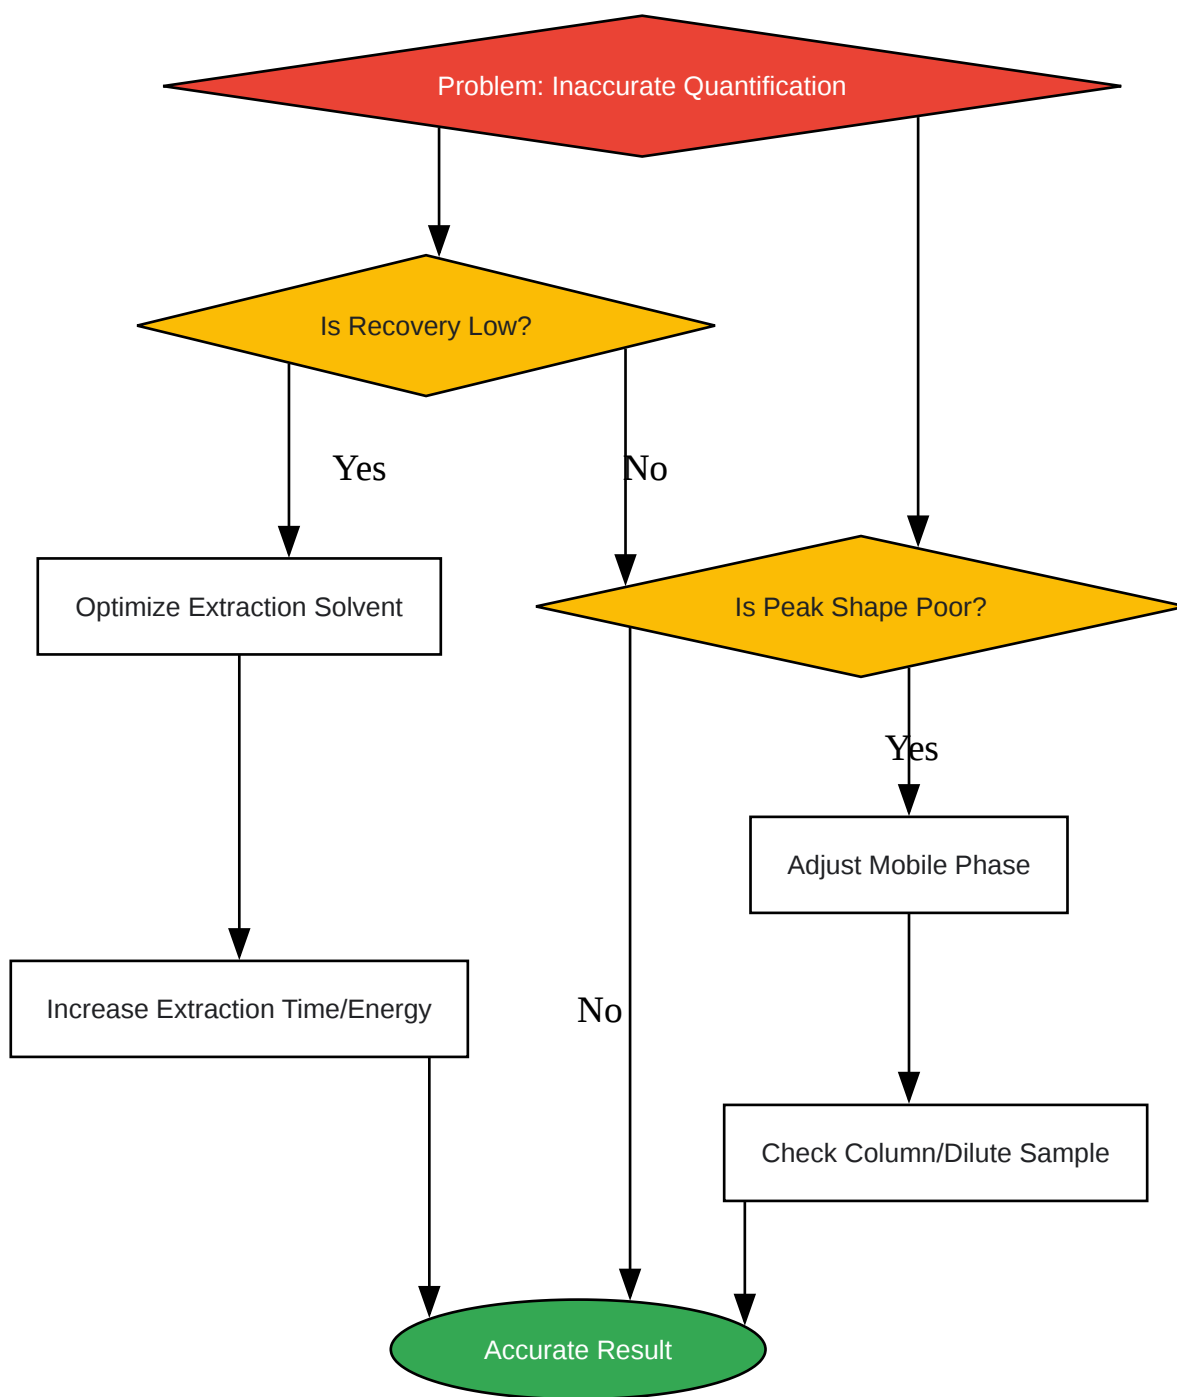 Problem: Inaccurate Quantification
Is Recovery Low?
Yes
No
Optimize Extraction Solvent
Is Peak Shape Poor?
Yes
Adjust Mobile Phase
Increase Extraction Time/Energy
No
Check Column/Dilute Sample
Accurate Result